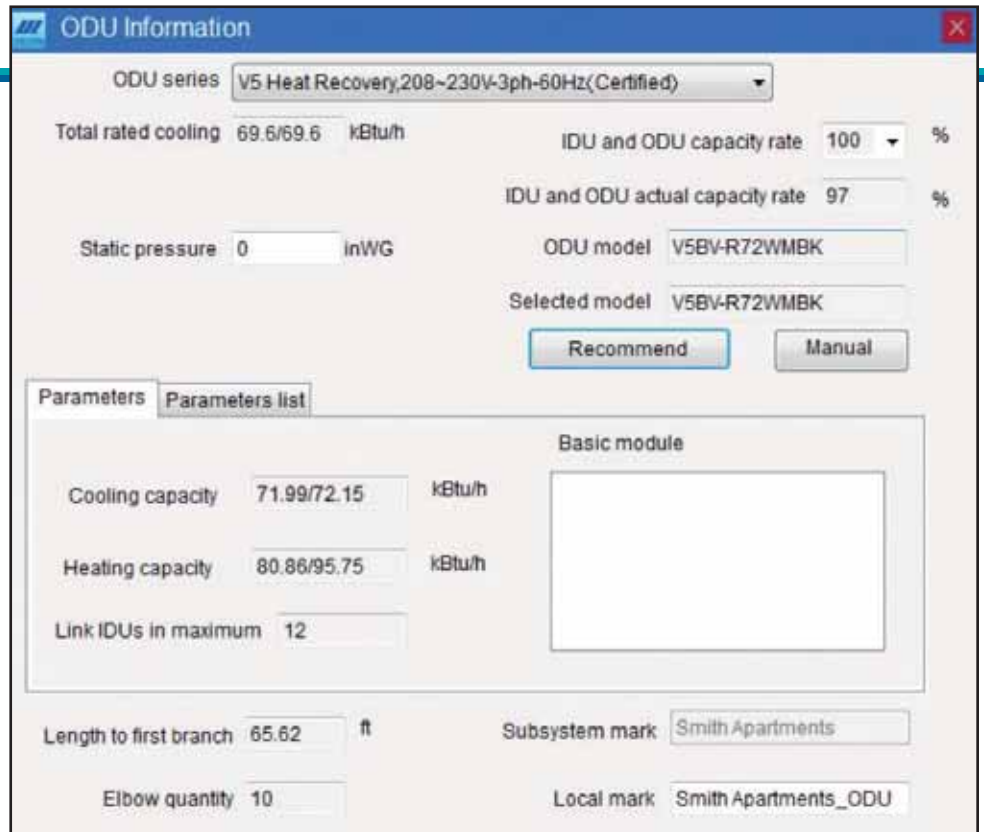 ODU Information
ODU series V5 Heat Recovery,208~230V-3ph-60Hz(Certified)
Total rated cooling 69.6/69.6 kBtu/h
IDU and ODU capacity rate 100 %
IDU and ODU actual capacity rate 97 %
Static pressure 0 inWG
ODU model V5BV-R72WMBK
Selected model V5BV-R72WMBK
Recommend Manual
Parameters Parameters list
Basic module
Cooling capacity 71.99/72.15 kBtu/h
Heating capacity 80.86/95.75 kBtu/h
Link IDUs in maximum 12
Length to first branch 65.62 ft
Subsystem mark Smith Apartments
Elbow quantity 10
Local mark Smith Apartments_ODU